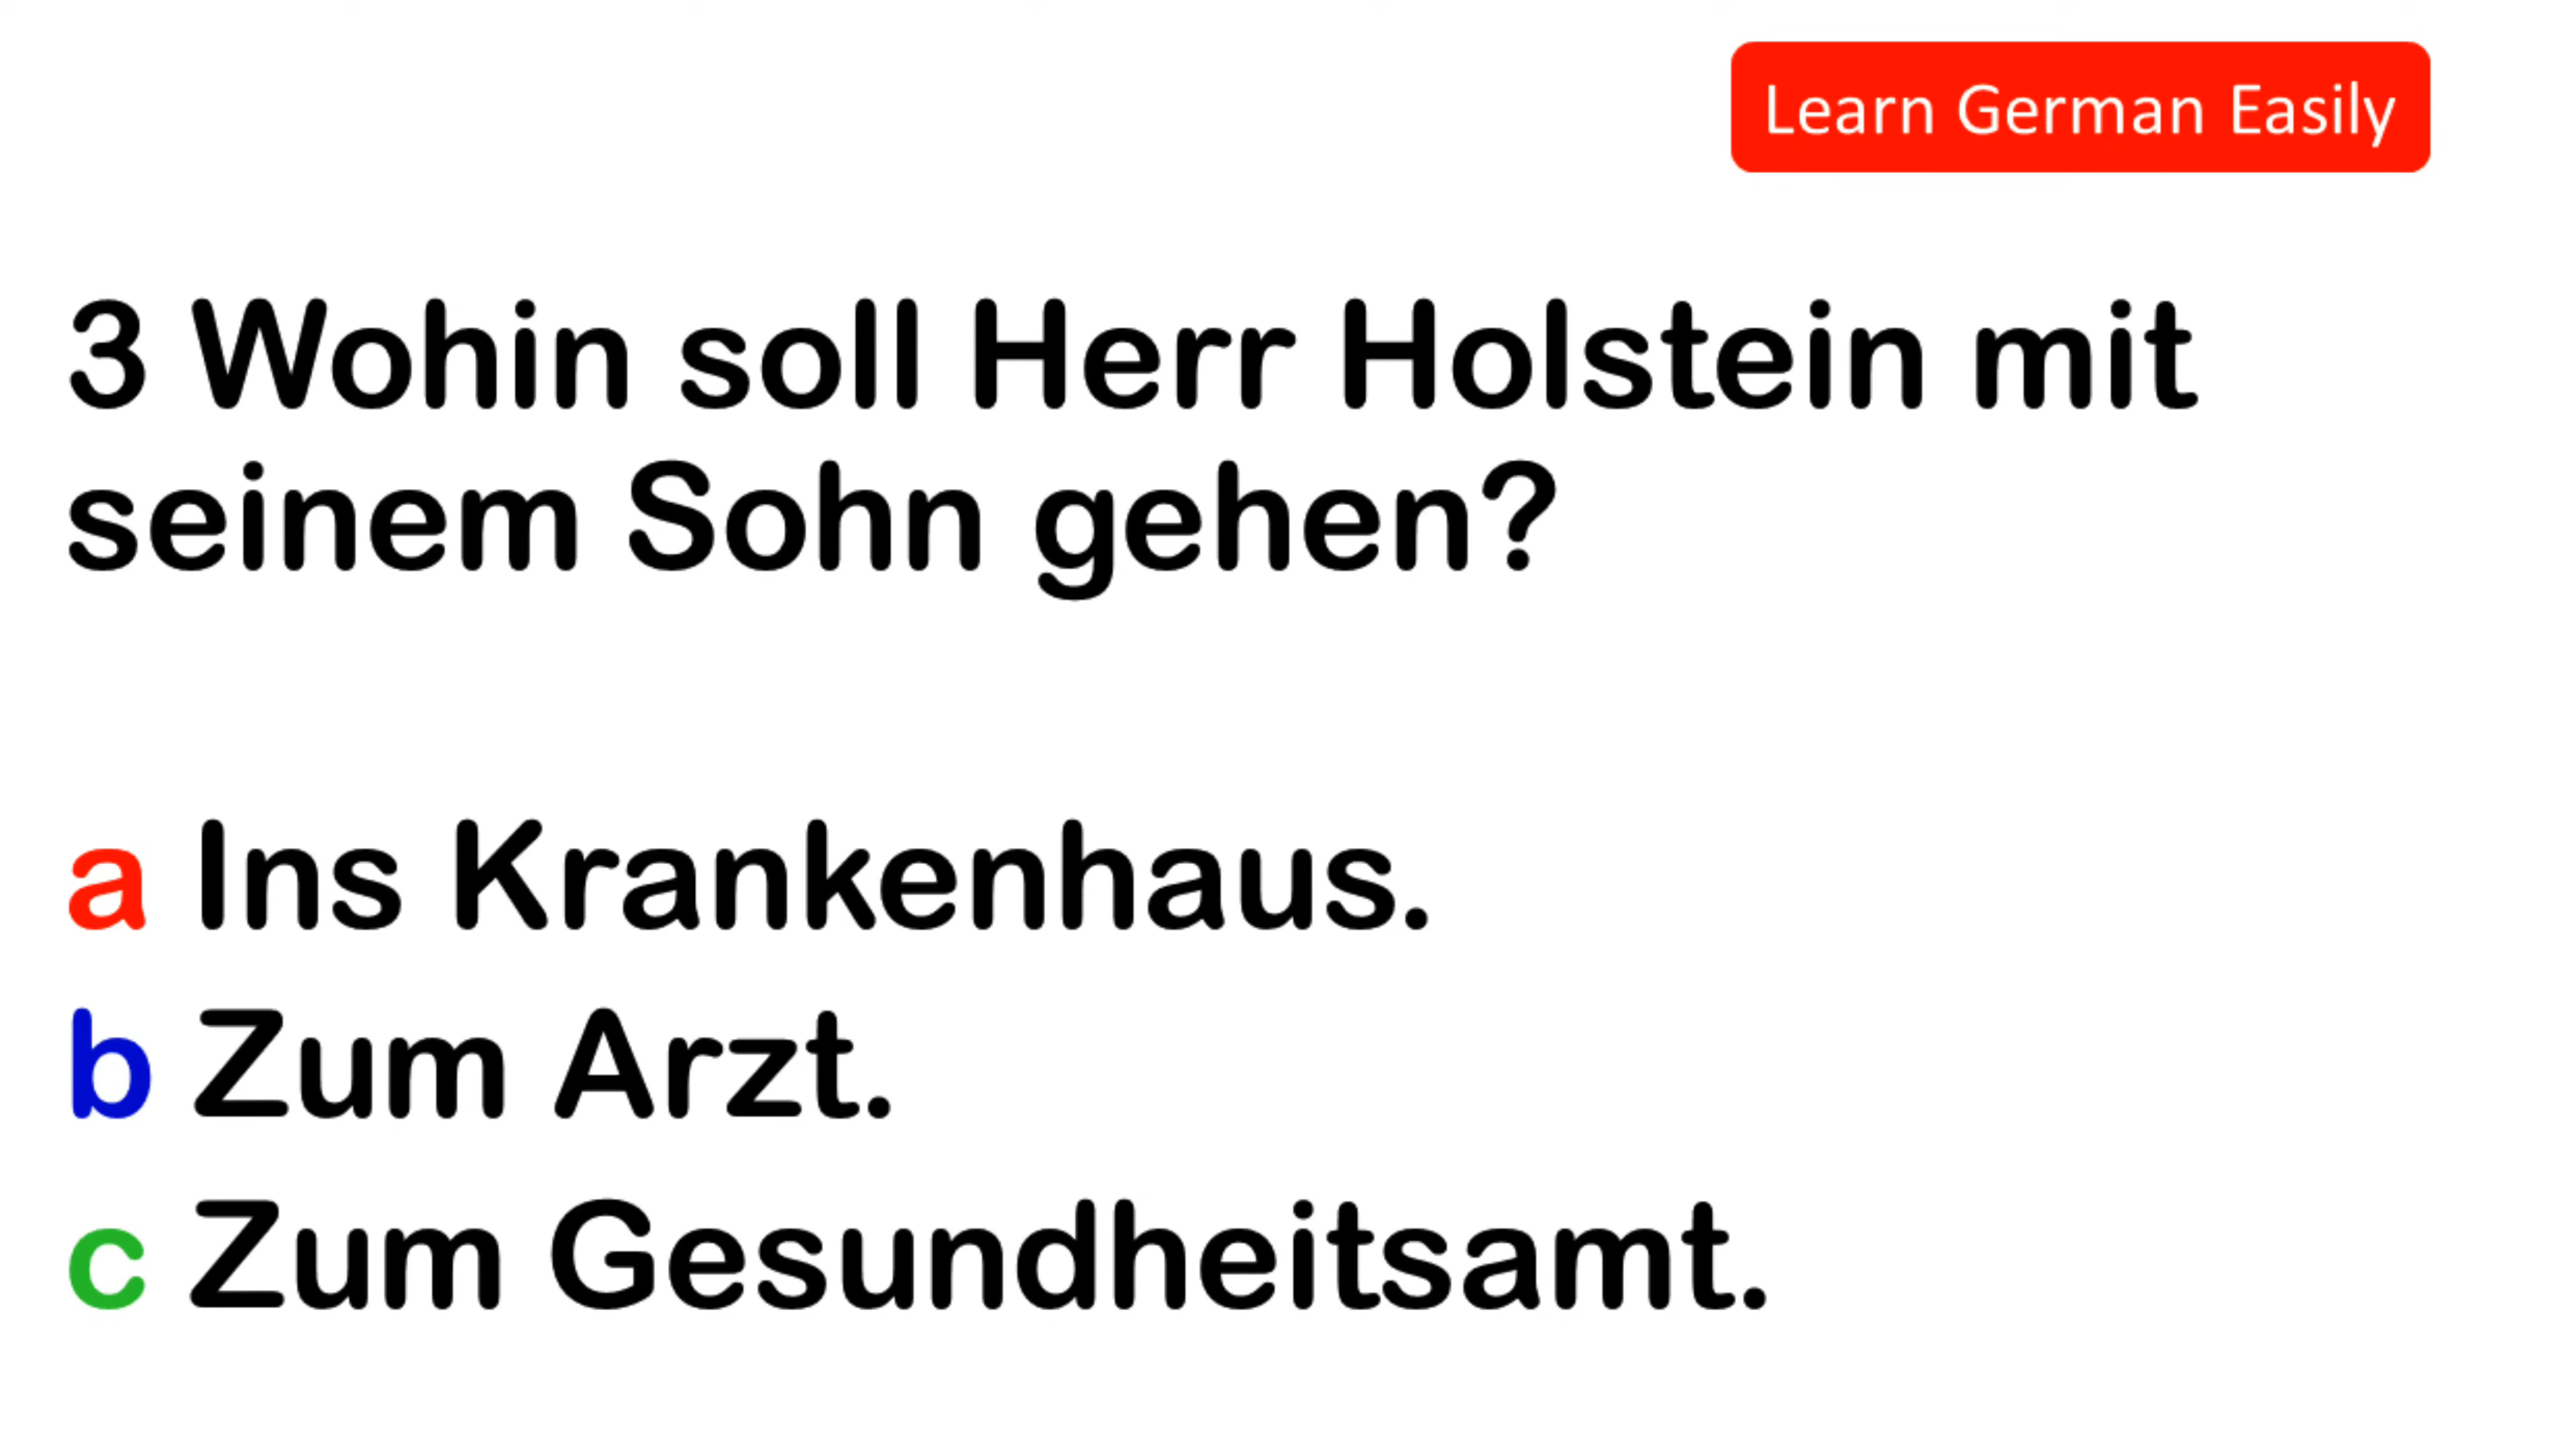 Learn German Easily
3 Wohin soll Herr Holstein mit
seinem Sohn gehen?
a Ins Krankenhaus.
b Zum Arzt.
c Zum Gesundheitsamt.